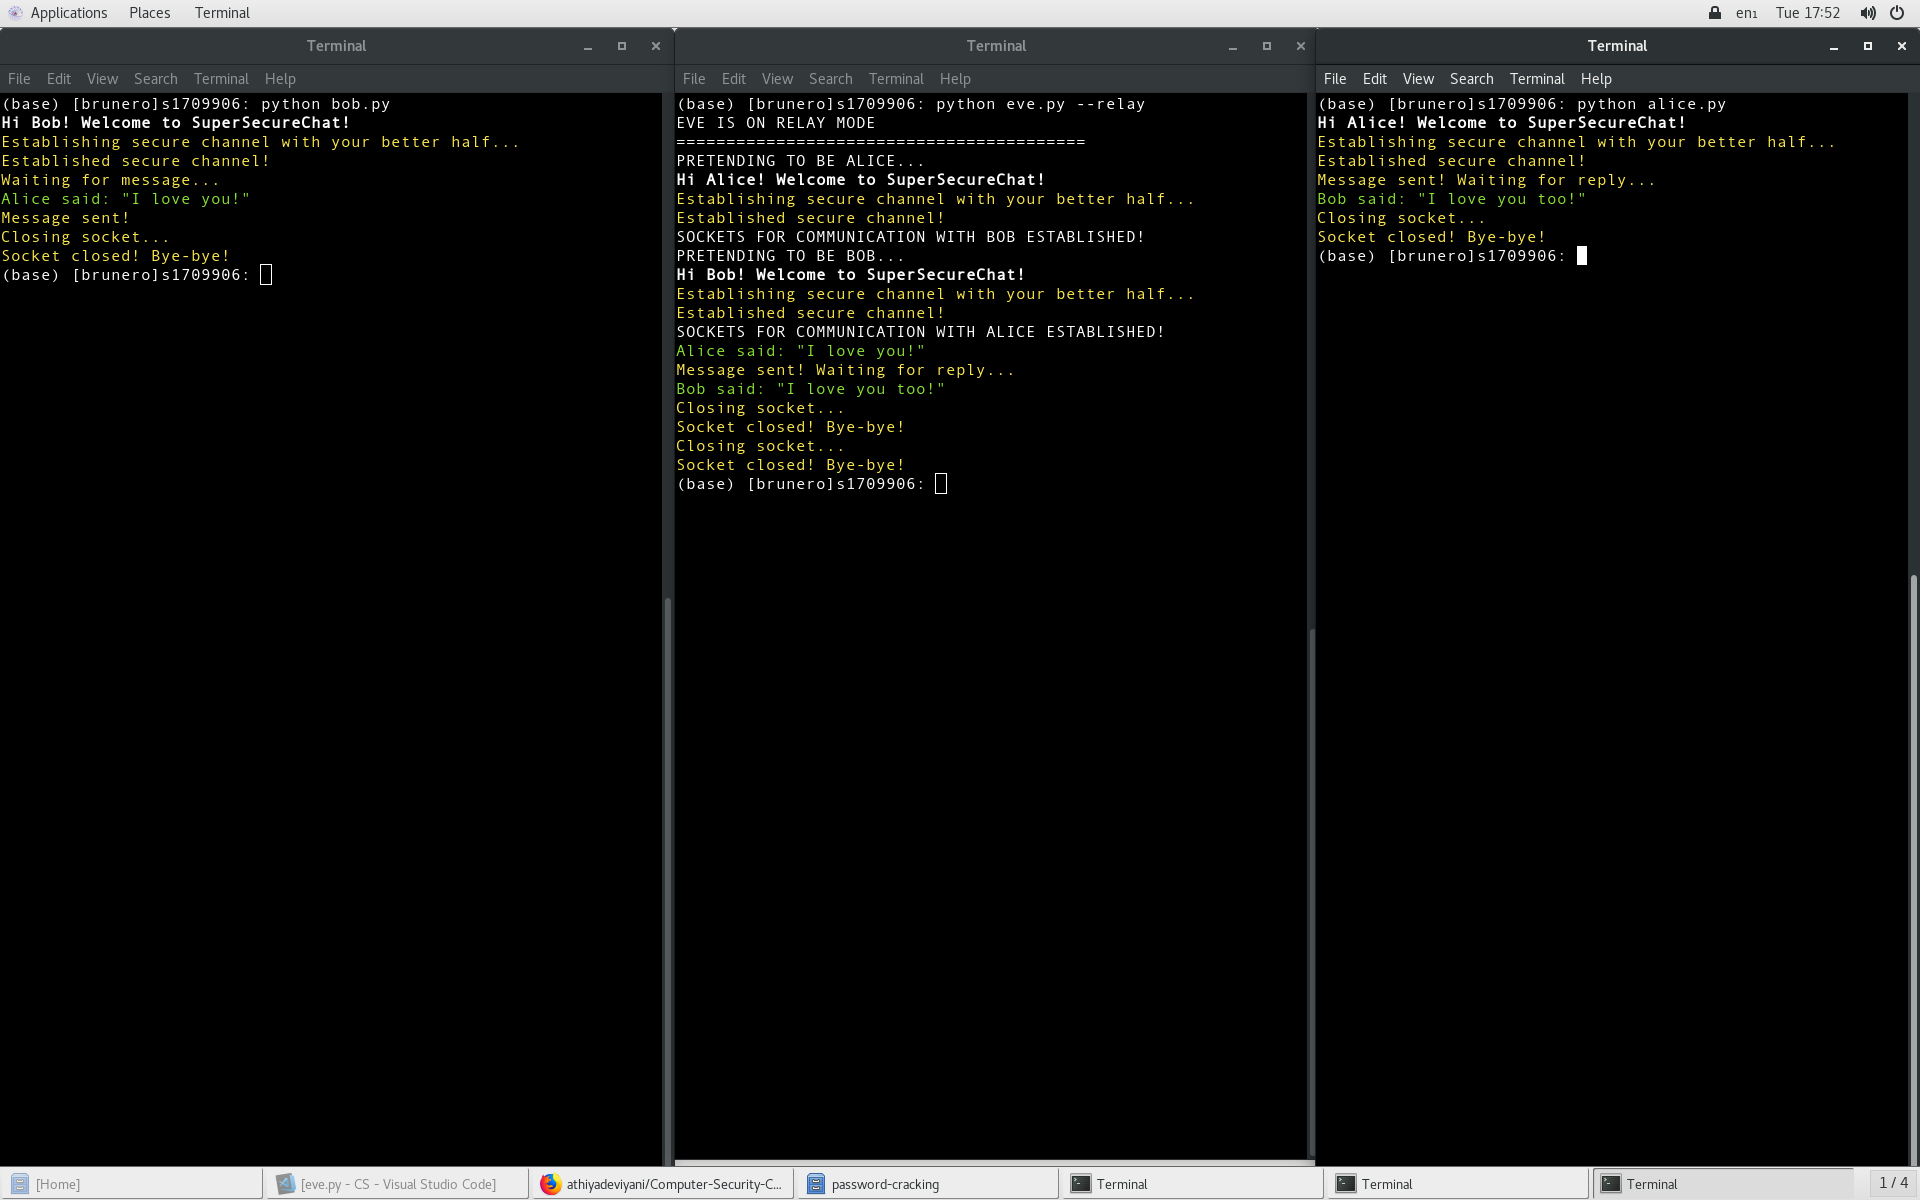 Applications Places Terminal en₁ Tue 17:52
Terminal
File Edit View Search Terminal Help
(base) [brunero]s1709906: python bob.py
Hi Bob! Welcome to SuperSecureChat!
Establishing secure channel with your better half...
Established secure channel!
Waiting for message...
Alice said: "I love you!"
Message sent!
Closing socket...
Socket closed! Bye-bye!
(base) [brunero]s1709906:
Terminal
File Edit View Search Terminal Help
(base) [brunero]s1709906: python eve.py --relay
EVE IS ON RELAY MODE
=========================================
PRETENDING TO BE ALICE...
Hi Alice! Welcome to SuperSecureChat!
Establishing secure channel with your better half...
Established secure channel!
SOCKETS FOR COMMUNICATION WITH BOB ESTABLISHED!
PRETENDING TO BE BOB...
Hi Bob! Welcome to SuperSecureChat!
Establishing secure channel with your better half...
Established secure channel!
SOCKETS FOR COMMUNICATION WITH ALICE ESTABLISHED!
Alice said: "I love you!"
Message sent! Waiting for reply...
Bob said: "I love you too!"
Closing socket...
Socket closed! Bye-bye!
Closing socket...
Socket closed! Bye-bye!
(base) [brunero]s1709906:
Terminal
File Edit View Search Terminal Help
(base) [brunero]s1709906: python alice.py
Hi Alice! Welcome to SuperSecureChat!
Establishing secure channel with your better half...
Established secure channel!
Message sent! Waiting for reply...
Bob said: "I love you too!"
Closing socket...
Socket closed! Bye-bye!
(base) [brunero]s1709906:
[Home] [eve.py - CS - Visual Studio Code] athiyadeviyani/Computer-Security-C... password-cracking Terminal Terminal Terminal 1 / 4